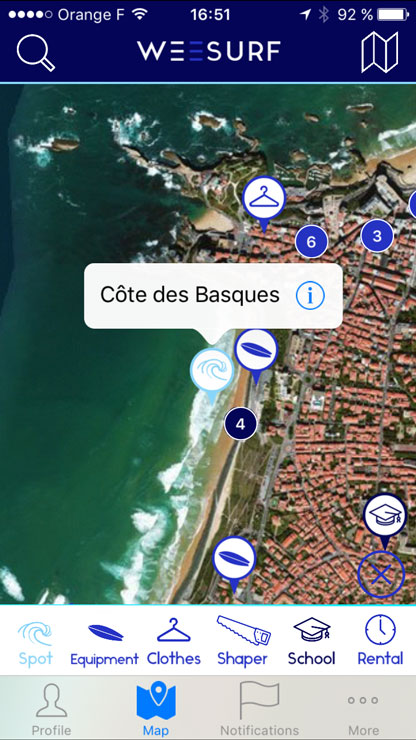 Orange F 16:51 92 %
WEESURF
6
3
Côte des Basques i
4
Spot Equipment Clothes Shaper School Rental
Profile Map Notifications More